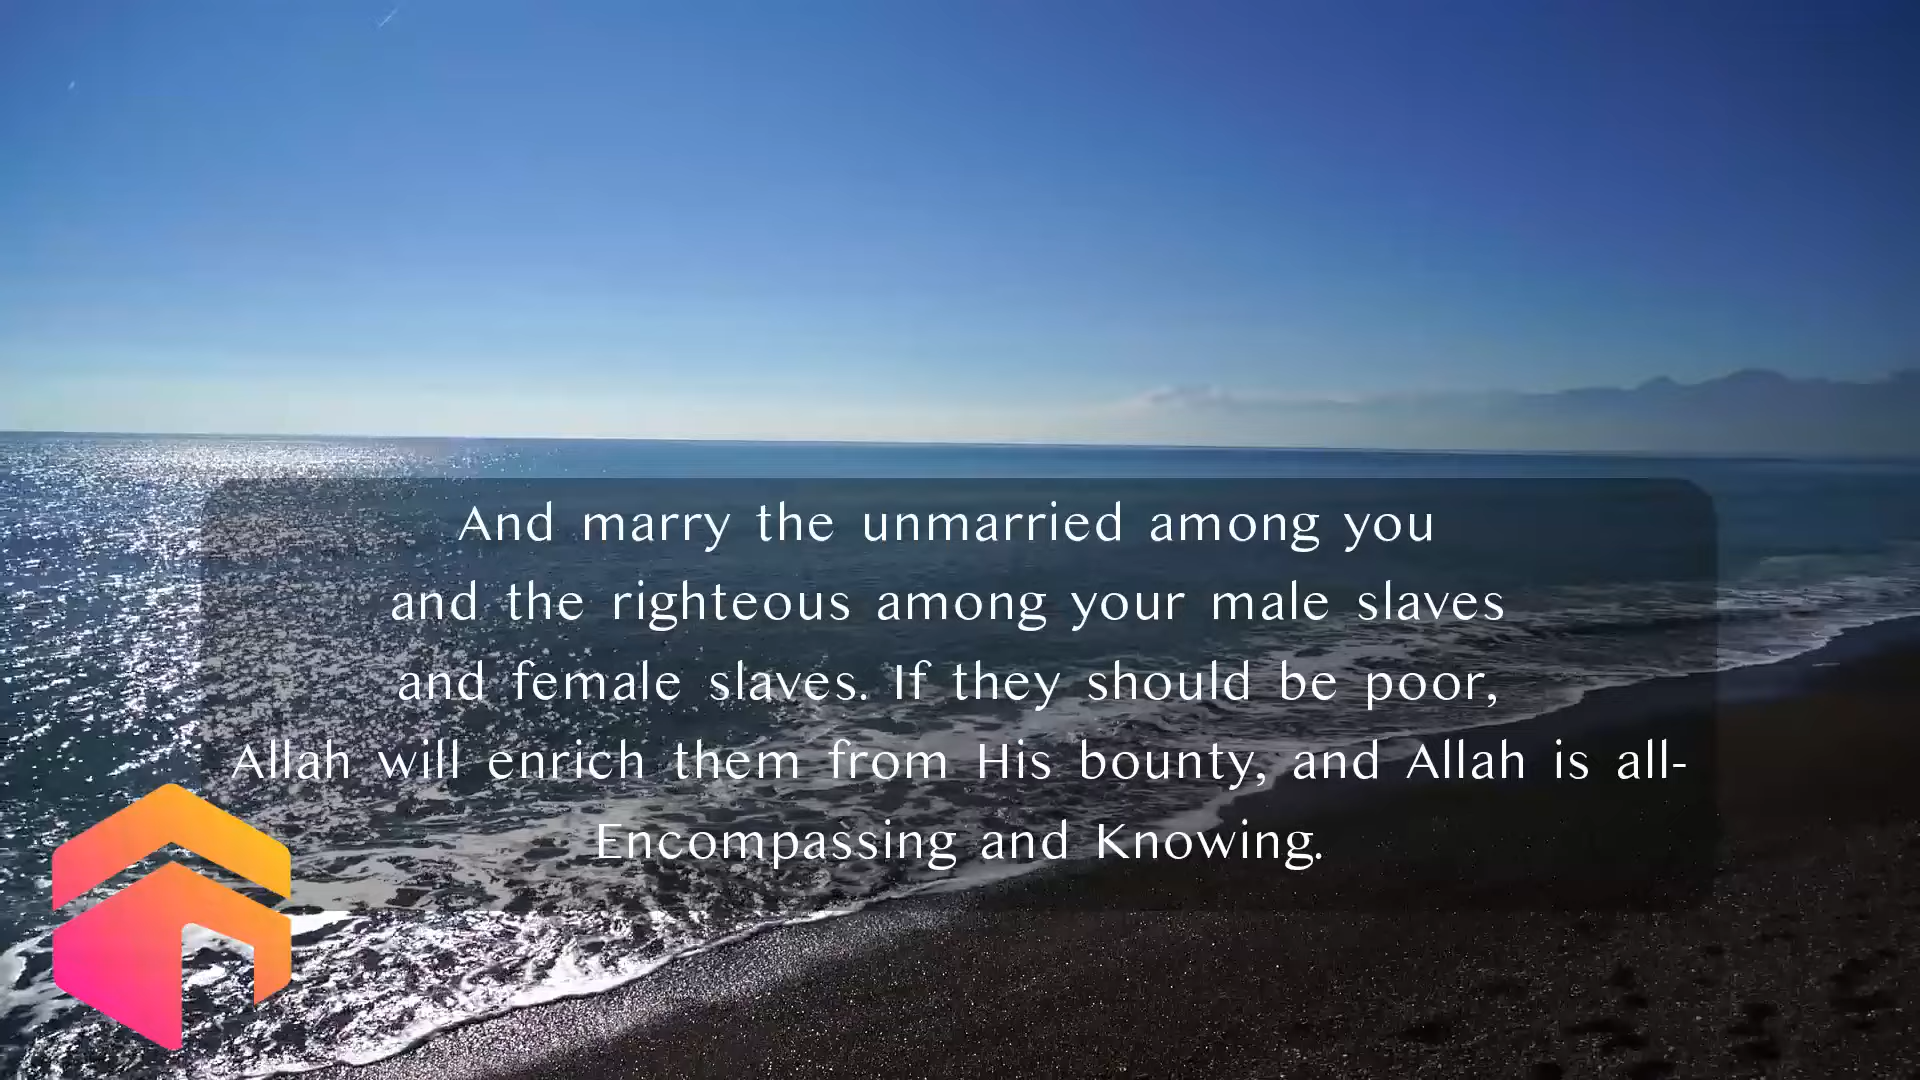 And marry the unmarried among you
and the righteous among your male slaves
and female slaves. If they should be poor,
Allah will enrich them from His bounty, and Allah is all-
Encompassing and Knowing.